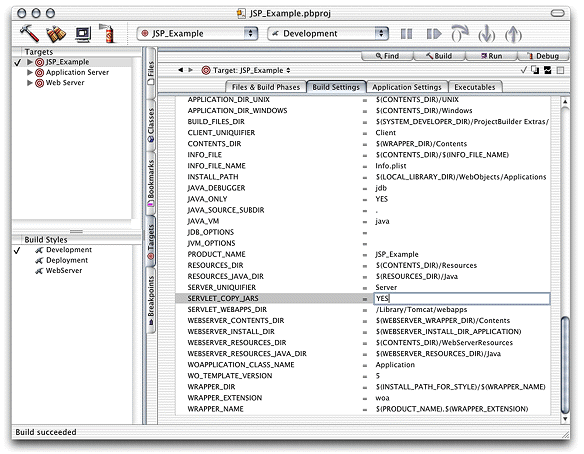 JSP_Example.pbproj
JSP_Example
Development
Find
Build
Run
Debug
Targets
JSP_Example
Application Server
Web Server
Build Styles
Development
Deployment
WebServer
Files
Classes
Bookmarks
Targets
Breakpoints
Target: JSP_Example
Files & Build Phases
Build Settings
Application Settings
Executables
APPLICATION_DIR_UNIX = $(CONTENTS_DIR)/UNIX
APPLICATION_DIR_WINDOWS = $(CONTENTS_DIR)/Windows
BUILD_FILES_DIR = $(SYSTEM_DEVELOPER_DIR)/ProjectBuilder Extras/
CLIENT_UNIQUIFIER = Client
CONTENTS_DIR = $(WRAPPER_DIR)/Contents
INFO_FILE = $(CONTENTS_DIR)/$(INFO_FILE_NAME)
INFO_FILE_NAME = Info.plist
INSTALL_PATH = $(LOCAL_LIBRARY_DIR)/WebObjects/Applications
JAVA_DEBUGGER = jdb
JAVA_ONLY = YES
JAVA_SOURCE_SUBDIR = .
JAVA_VM = java
JDB_OPTIONS =
JVM_OPTIONS =
PRODUCT_NAME = JSP_Example
RESOURCES_DIR = $(CONTENTS_DIR)/Resources
RESOURCES_JAVA_DIR = $(RESOURCES_DIR)/Java
SERVER_UNIQUIFIER = Server
SERVLET_COPY_JARS = YES
SERVLET_WEBAPPS_DIR = /Library/Tomcat/webapps
WEBSERVER_CONTENTS_DIR = $(WEBSERVER_WRAPPER_DIR)/Contents
WEBSERVER_INSTALL_DIR = $(WEBSERVER_INSTALL_DIR_APPLICATION)
WEBSERVER_RESOURCES_DIR = $(CONTENTS_DIR)/WebServerResources
WEBSERVER_RESOURCES_JAVA_DIR = $(WEBSERVER_RESOURCES_DIR)/Java
WOAPPLICATION_CLASS_NAME = Application
WO_TEMPLATE_VERSION = 5
WRAPPER_DIR = $(INSTALL_PATH_FOR_STYLE)/$(WRAPPER_NAME)
WRAPPER_EXTENSION = woa
WRAPPER_NAME = $(PRODUCT_NAME).$(WRAPPER_EXTENSION)
Build succeeded